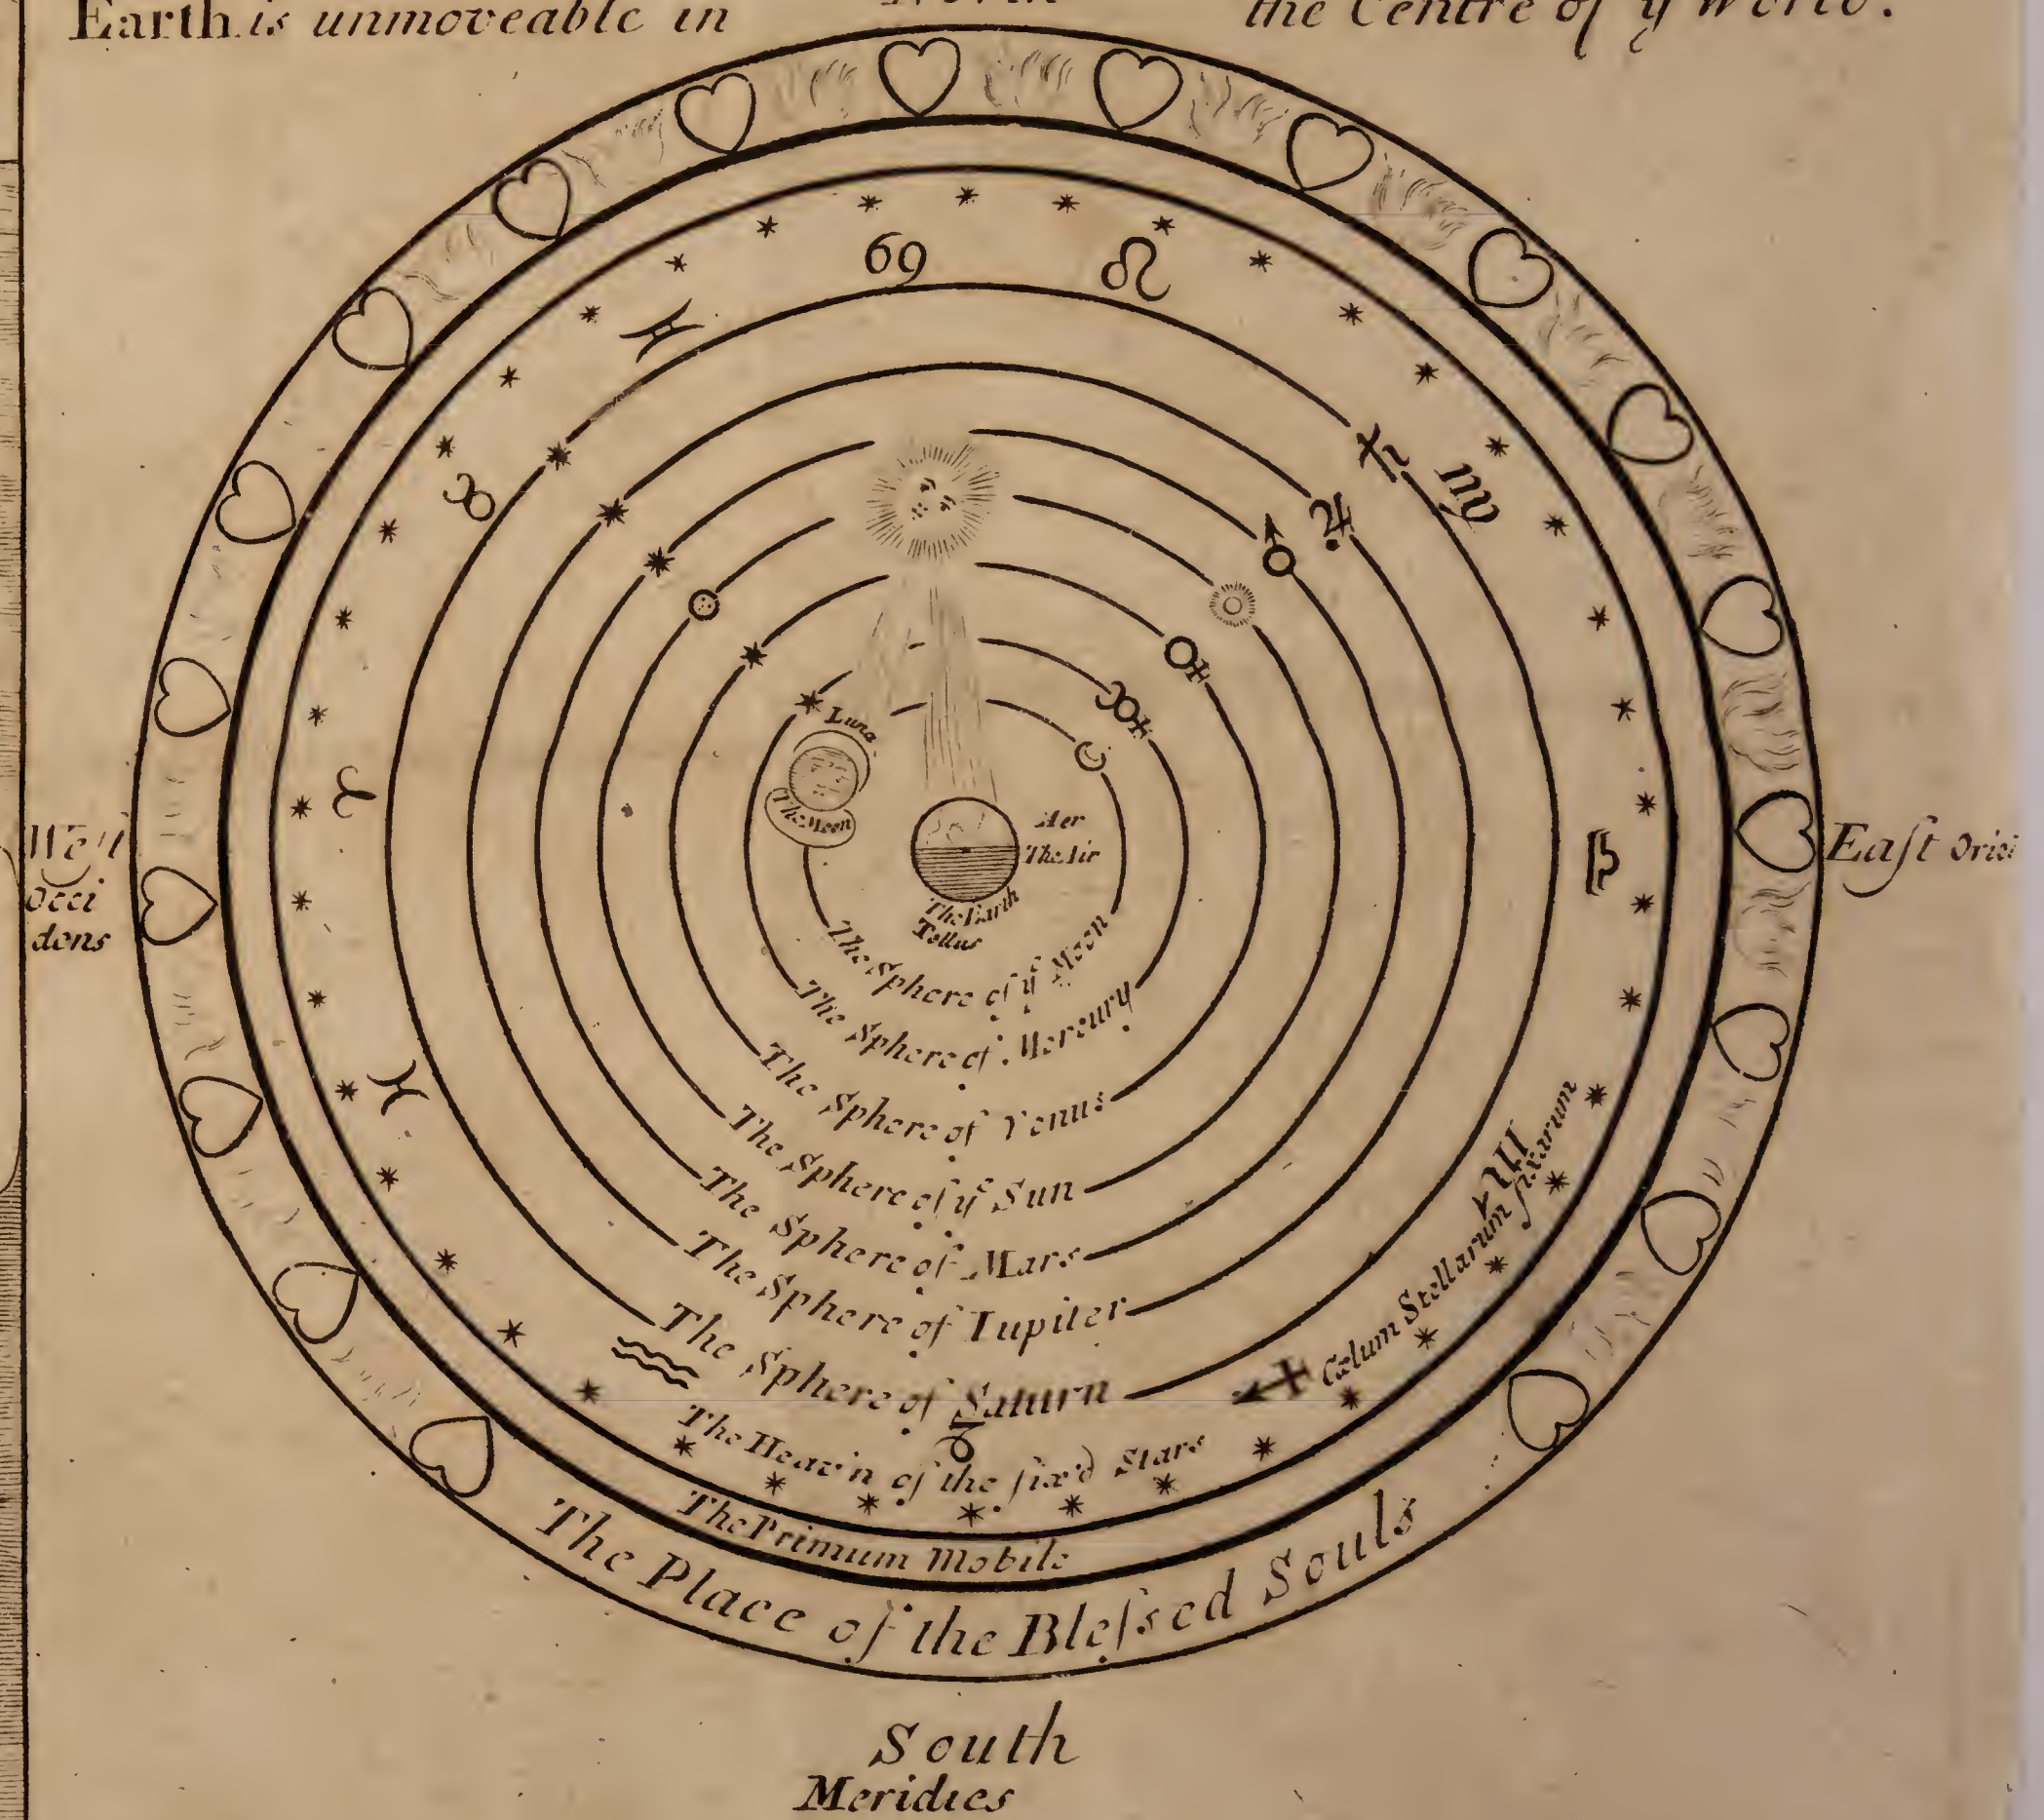 Earth is unmoveable in
the Centre of yͤ World.
West
Occi
dens
East Orie
Luna.
The Moon
Aer
The Air
The Earth
Tellus
The Sphere of yͤ Moon
The Sphere of Mercury
The Sphere of Venus
The Sphere of yͤ Sun
The Sphere of Mars
The Sphere of Iupiter
The Sphere of Saturn
Cælum Stellarum fixarum
The Heav'n of the fix'd Stars
The Primum Mobile
The Place of the Bleſsed Souls
South
Meridies